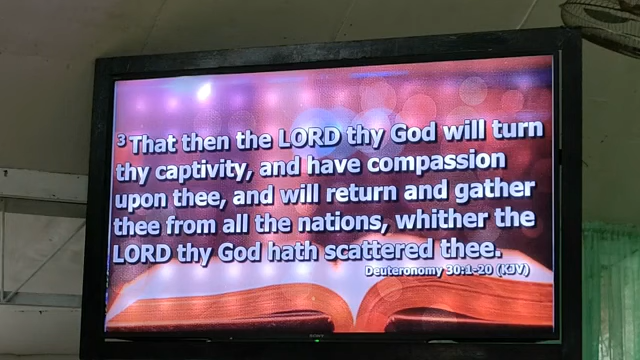 3 That then the LORD thy God will turn
thy captivity, and have compassion
upon thee, and will return and gather
thee from all the nations, whither the
LORD thy God hath scattered thee.
Deuteronomy 30:1-20 (KJV)
SONY